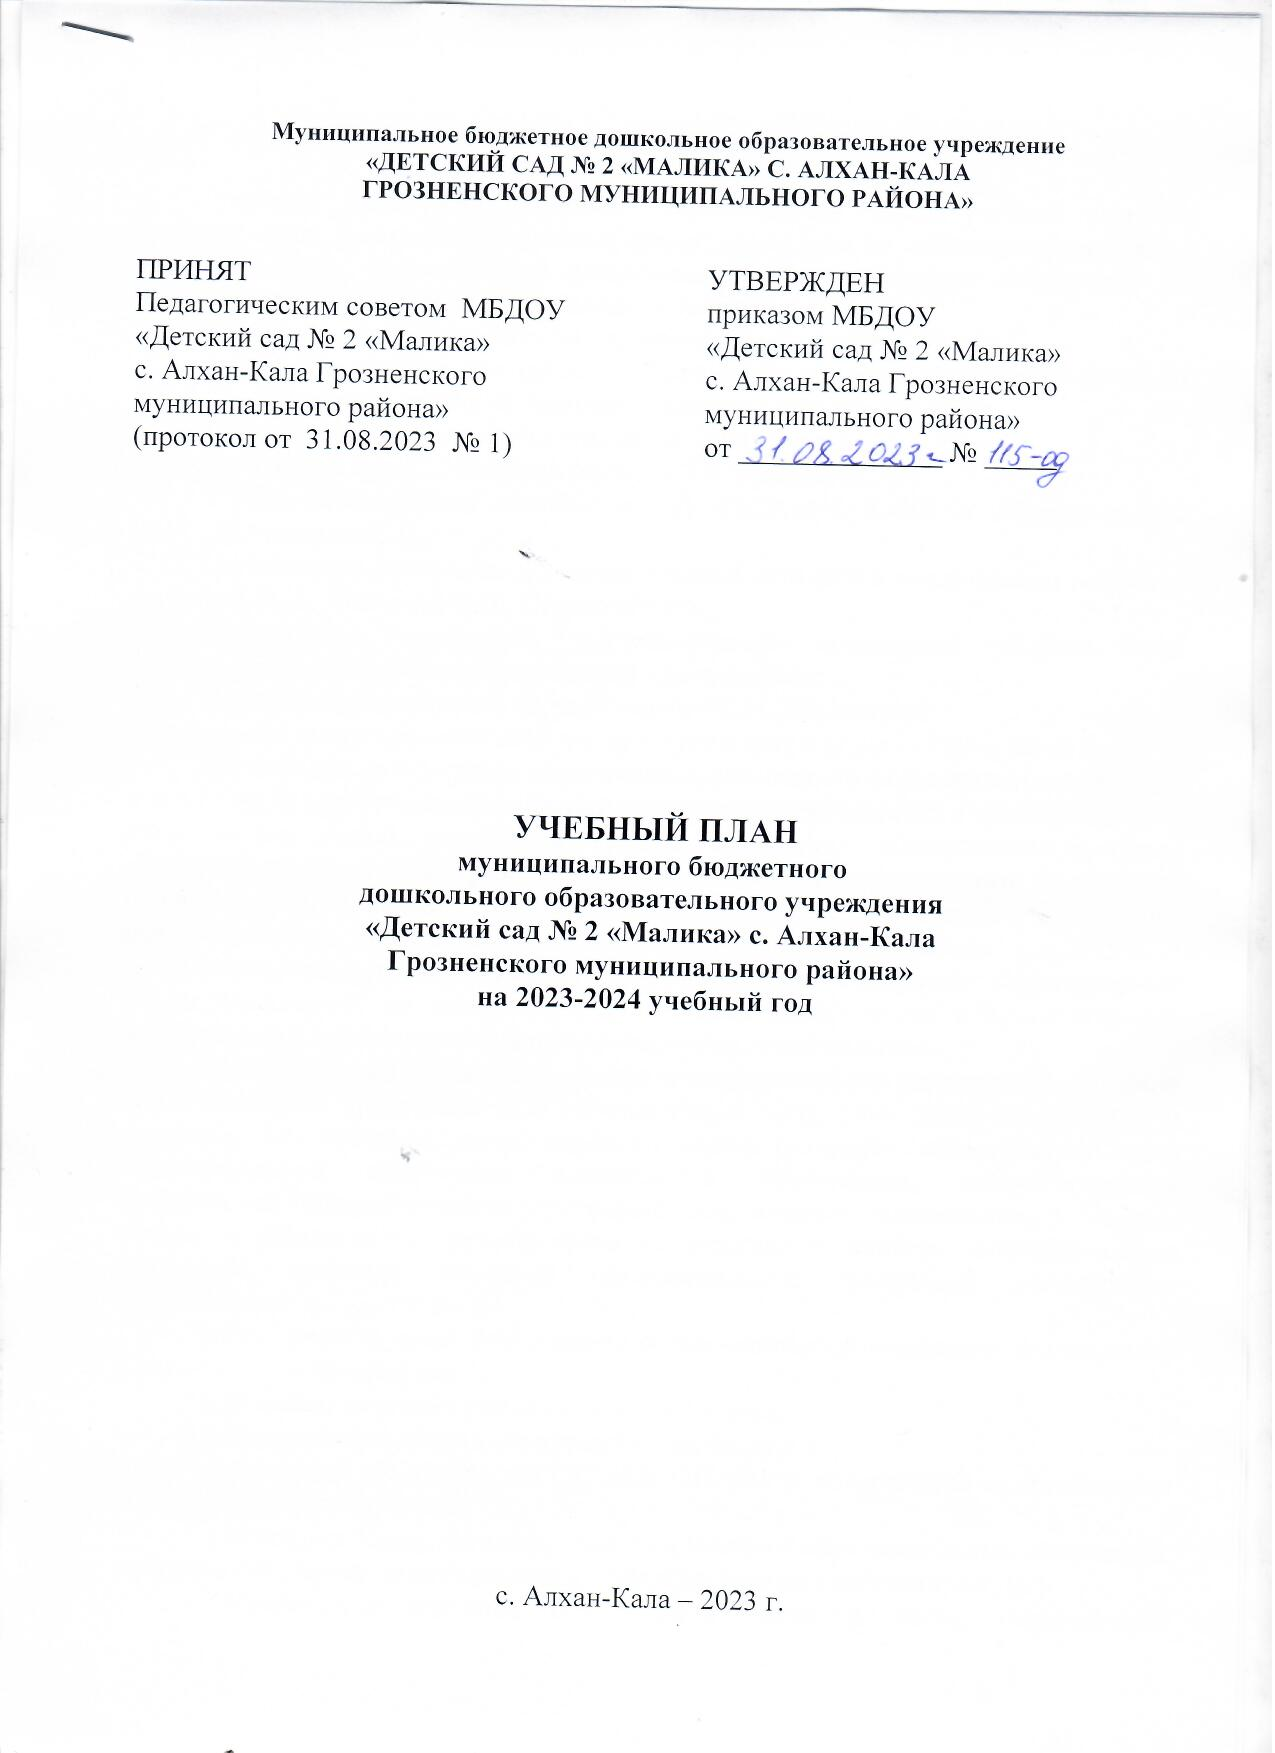 Муниципальное бюджетное дошкольное образовательное учреждение
«ДЕТСКИЙ САД № 2 «МАЛИКА» С. АЛХАН-КАЛА
ГРОЗНЕНСКОГО МУНИЦИПАЛЬНОГО РАЙОНА»
ПРИНЯТ
Педагогическим советом МБДОУ
«Детский сад № 2 «Малика»
с. Алхан-Кала Грозненского
муниципального района»
(протокол от 31.08.2023 № 1)
УТВЕРЖДЕН
приказом МБДОУ
«Детский сад № 2 «Малика»
с. Алхан-Кала Грозненского
муниципального района»
от 31.08.2023 г. № 115-од
УЧЕБНЫЙ ПЛАН
муниципального бюджетного
дошкольного образовательного учреждения
«Детский сад № 2 «Малика» с. Алхан-Кала
Грозненского муниципального района»
на 2023-2024 учебный год
с. Алхан-Кала – 2023 г.